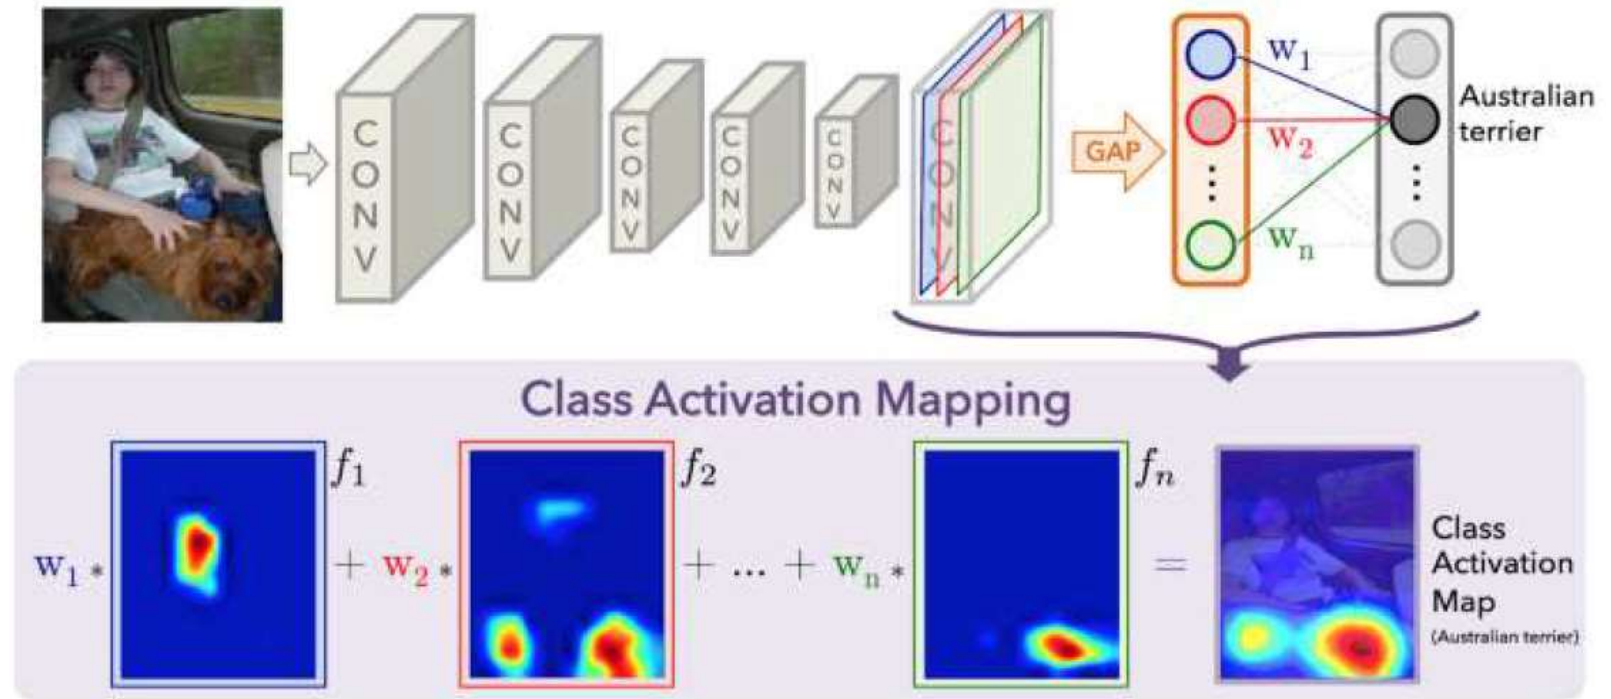 CONV
CONV
CONV
CONV
CONV
CONV
GAP
w1
w2
⋮
wn
⋮
Australian
terrier
Class Activation Mapping
w1 * f1 + w2 * f2 + ... + wn * fn =
Class
Activation
Map
(Australian terrier)